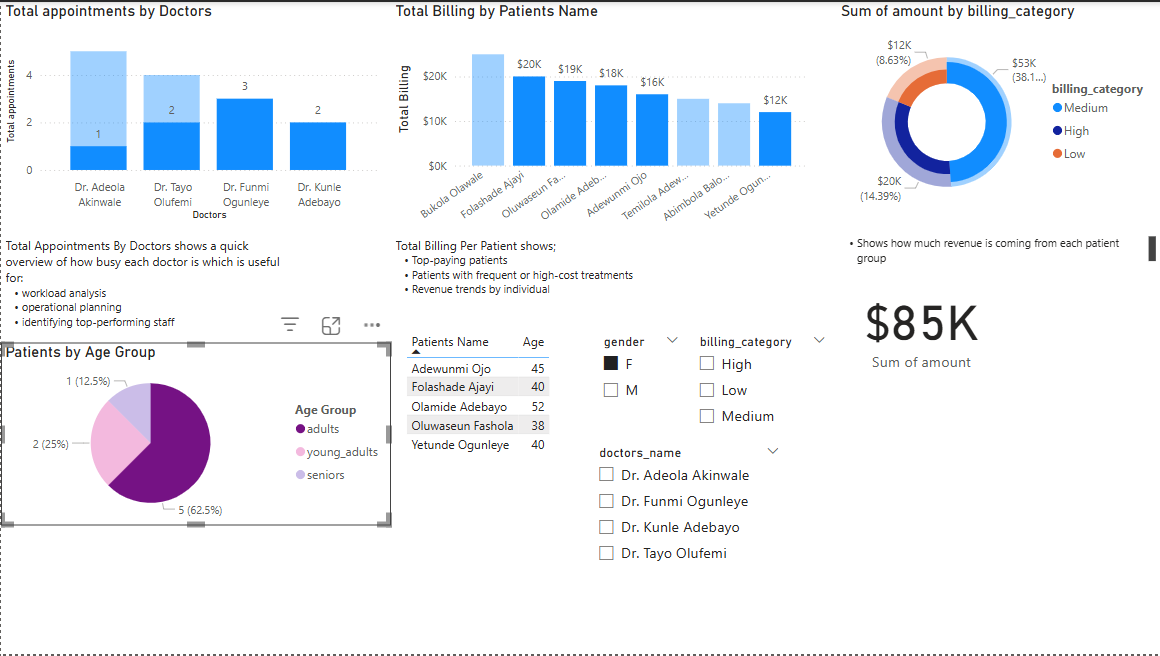 Total appointments by Doctors
Total appointments
4
2
0
1
2
3
2
Dr. Adeola Akinwale
Dr. Tayo Olufemi
Dr. Funmi Ogunleye
Dr. Kunle Adebayo
Doctors
Total Billing by Patients Name
Total Billing
$20K
$10K
$0K
$20K
$19K
$18K
$16K
$12K
Bukola Olawale
Folashade Ajayi
Oluwaseun Fa...
Olamide Adeb...
Adewunmi Ojo
Temilola Adew...
Abimbola Balo...
Yetunde Ogun...
Sum of amount by billing_category
$12K
(8.63%)
$53K
(38.1...)
$20K
(14.39%)
billing_category
Medium
High
Low
Total Appointments By Doctors shows a quick
overview of how busy each doctor is which is useful
for:
• workload analysis
• operational planning
• identifying top-performing staff
Total Billing Per Patient shows;
• Top-paying patients
• Patients with frequent or high-cost treatments
• Revenue trends by individual
• Shows how much revenue is coming from each patient
group
$85K
Sum of amount
Patients by Age Group
1 (12.5%)
2 (25%)
5 (62.5%)
Age Group
adults
young_adults
seniors
Patients Name Age
Adewunmi Ojo 45
Folashade Ajayi 40
Olamide Adebayo 52
Oluwaseun Fashola 38
Yetunde Ogunleye 40
gender
F
M
billing_category
High
Low
Medium
doctors_name
Dr. Adeola Akinwale
Dr. Funmi Ogunleye
Dr. Kunle Adebayo
Dr. Tayo Olufemi